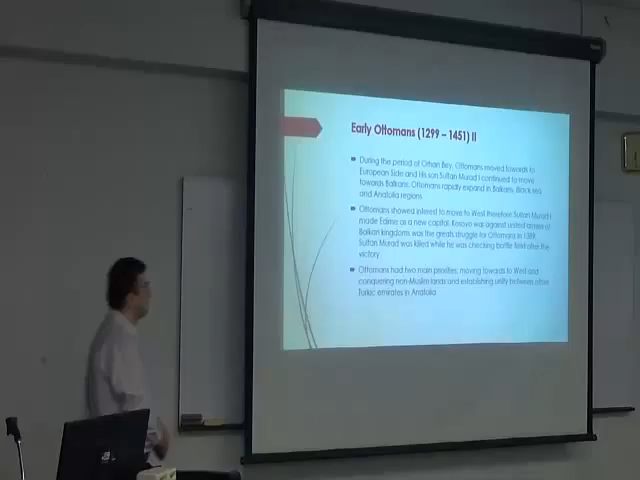 Early Ottomans (1299 – 1451) II
During the period of Orhan Bey, Ottomans moved towards to
European Side and His son Sultan Murad I continued to move
towards Balkans. Ottomans rapidly expand in Balkans, Black sea
and Anatolia regions
Ottomans showed interest to move to West therefore Sultan Murad I
made Edirne as a new capital. Kosovo war against united armies of
Balkan kingdoms was the greats struggle for Ottomans in 1389.
Sultan Murad was killed while he was checking battle field after the
victory.
Ottomans had two main priorities; moving towards to West and
conquering non-Muslim lands and establishing unity between other
Turkic emirates in Anatolia